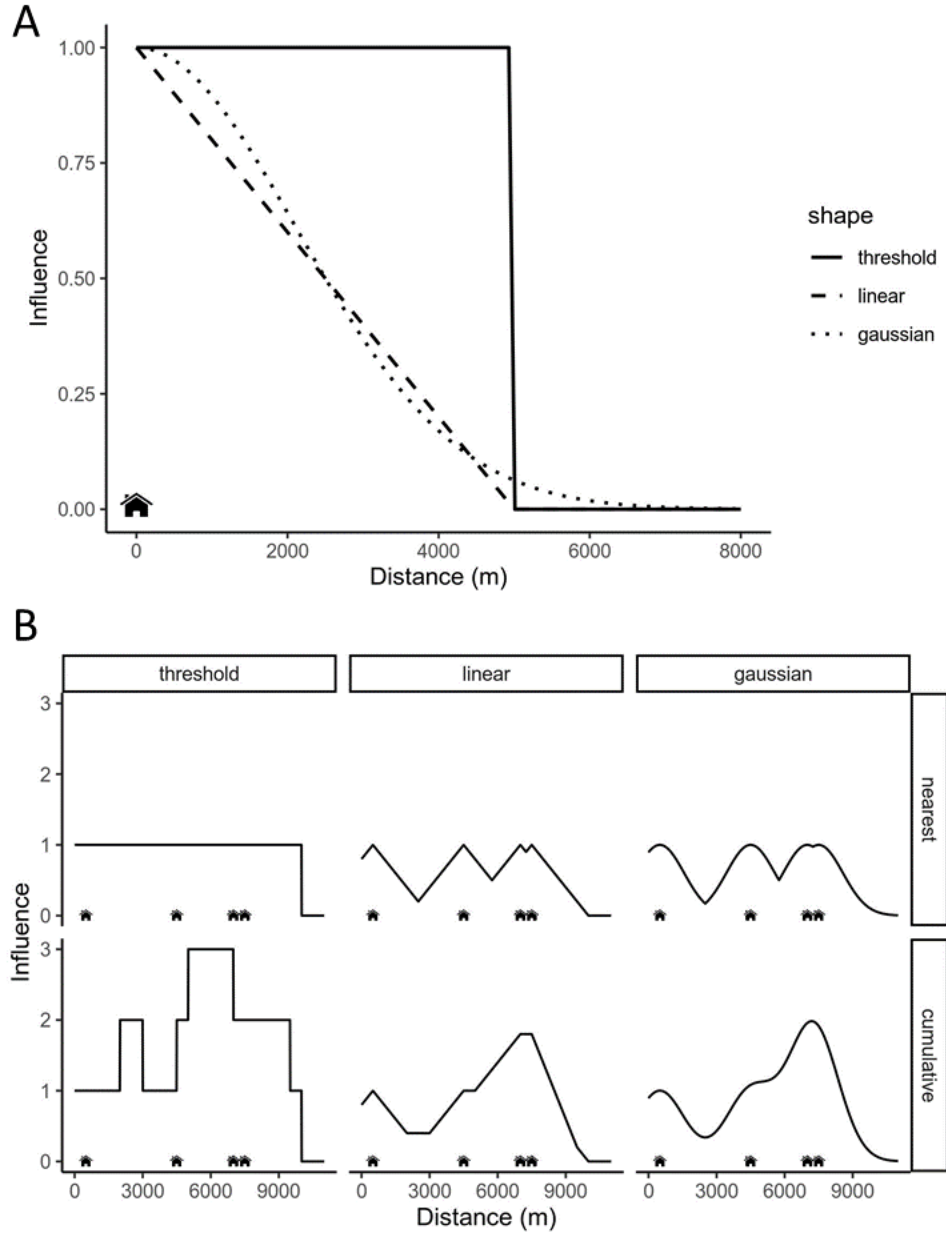 A
1.00
0.75
0.50
0.25
0.00
Influence
0
2000
4000
6000
8000
Distance (m)
shape
threshold
linear
gaussian
B
threshold
linear
gaussian
3
2
1
0
nearest
Influence
3
2
1
0
cumulative
0
3000
6000
9000
0
3000
6000
9000
0
3000
6000
9000
Distance (m)